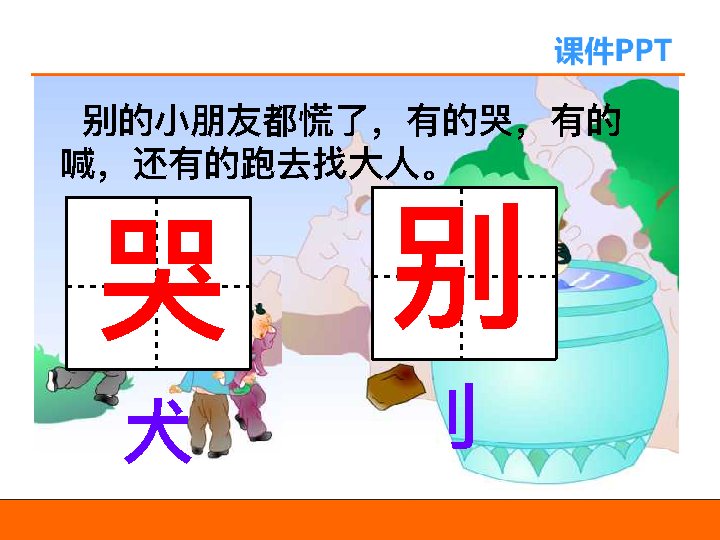 课件PPT
别的小朋友都慌了，有的哭，有的
喊，还有的跑去找大人。
哭
别
犬
刂